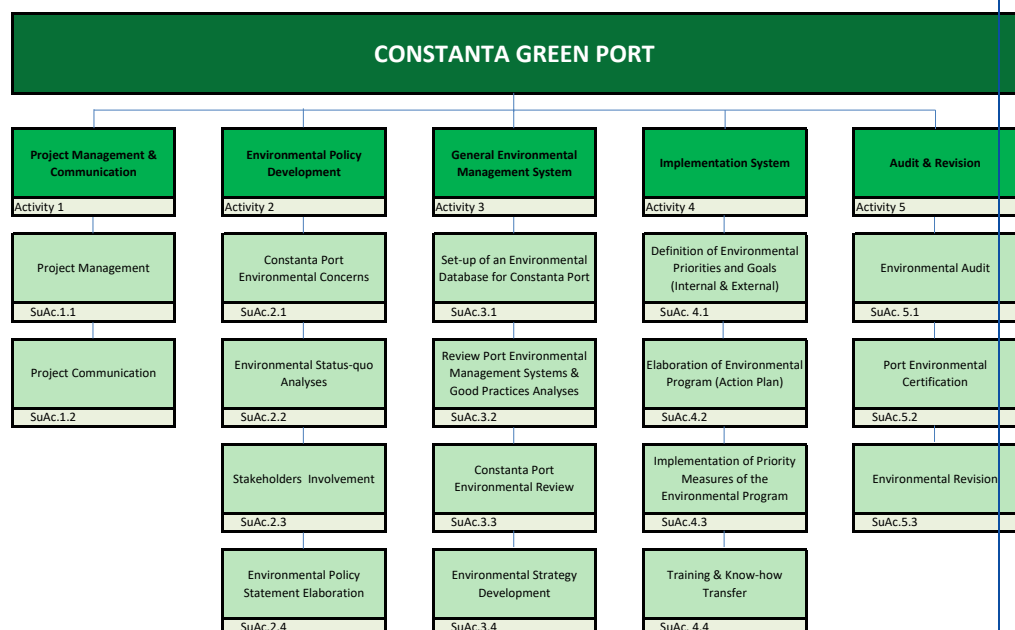 CONSTANTA GREEN PORT
Project Management &
Communication
Activity 1
Environmental Policy
Development
Activity 2
General Environmental
Management System
Activity 3
Implementation System
Activity 4
Audit & Revision
Activity 5
Project Management
SuAc.1.1
Constanta Port
Environmental Concerns
SuAc.2.1
Set-up of an Environmental
Database for Constanta Port
SuAc.3.1
Definition of Environmental
Priorities and Goals
(Internal & External)
SuAc. 4.1
Environmental Audit
SuAc. 5.1
Project Communication
SuAc.1.2
Environmental Status-quo
Analyses
SuAc.2.2
Review Port Environmental
Management Systems &
Good Practices Analyses
SuAc.3.2
Elaboration of Environmental
Program (Action Plan)
SuAc.4.2
Port Environmental
Certification
SuAc.5.2
Stakeholders  Involvement
SuAc.2.3
Constanta Port
Environmental Review
SuAc.3.3
Implementation of Priority
Measures of the
Environmental Program
SuAc.4.3
Environmental Revision
SuAc.5.3
Environmental Policy
Statement Elaboration
SuAc.2.4
Environmental Strategy
Development
SuAc.3.4
Training & Know-how
Transfer
SuAc. 4.4